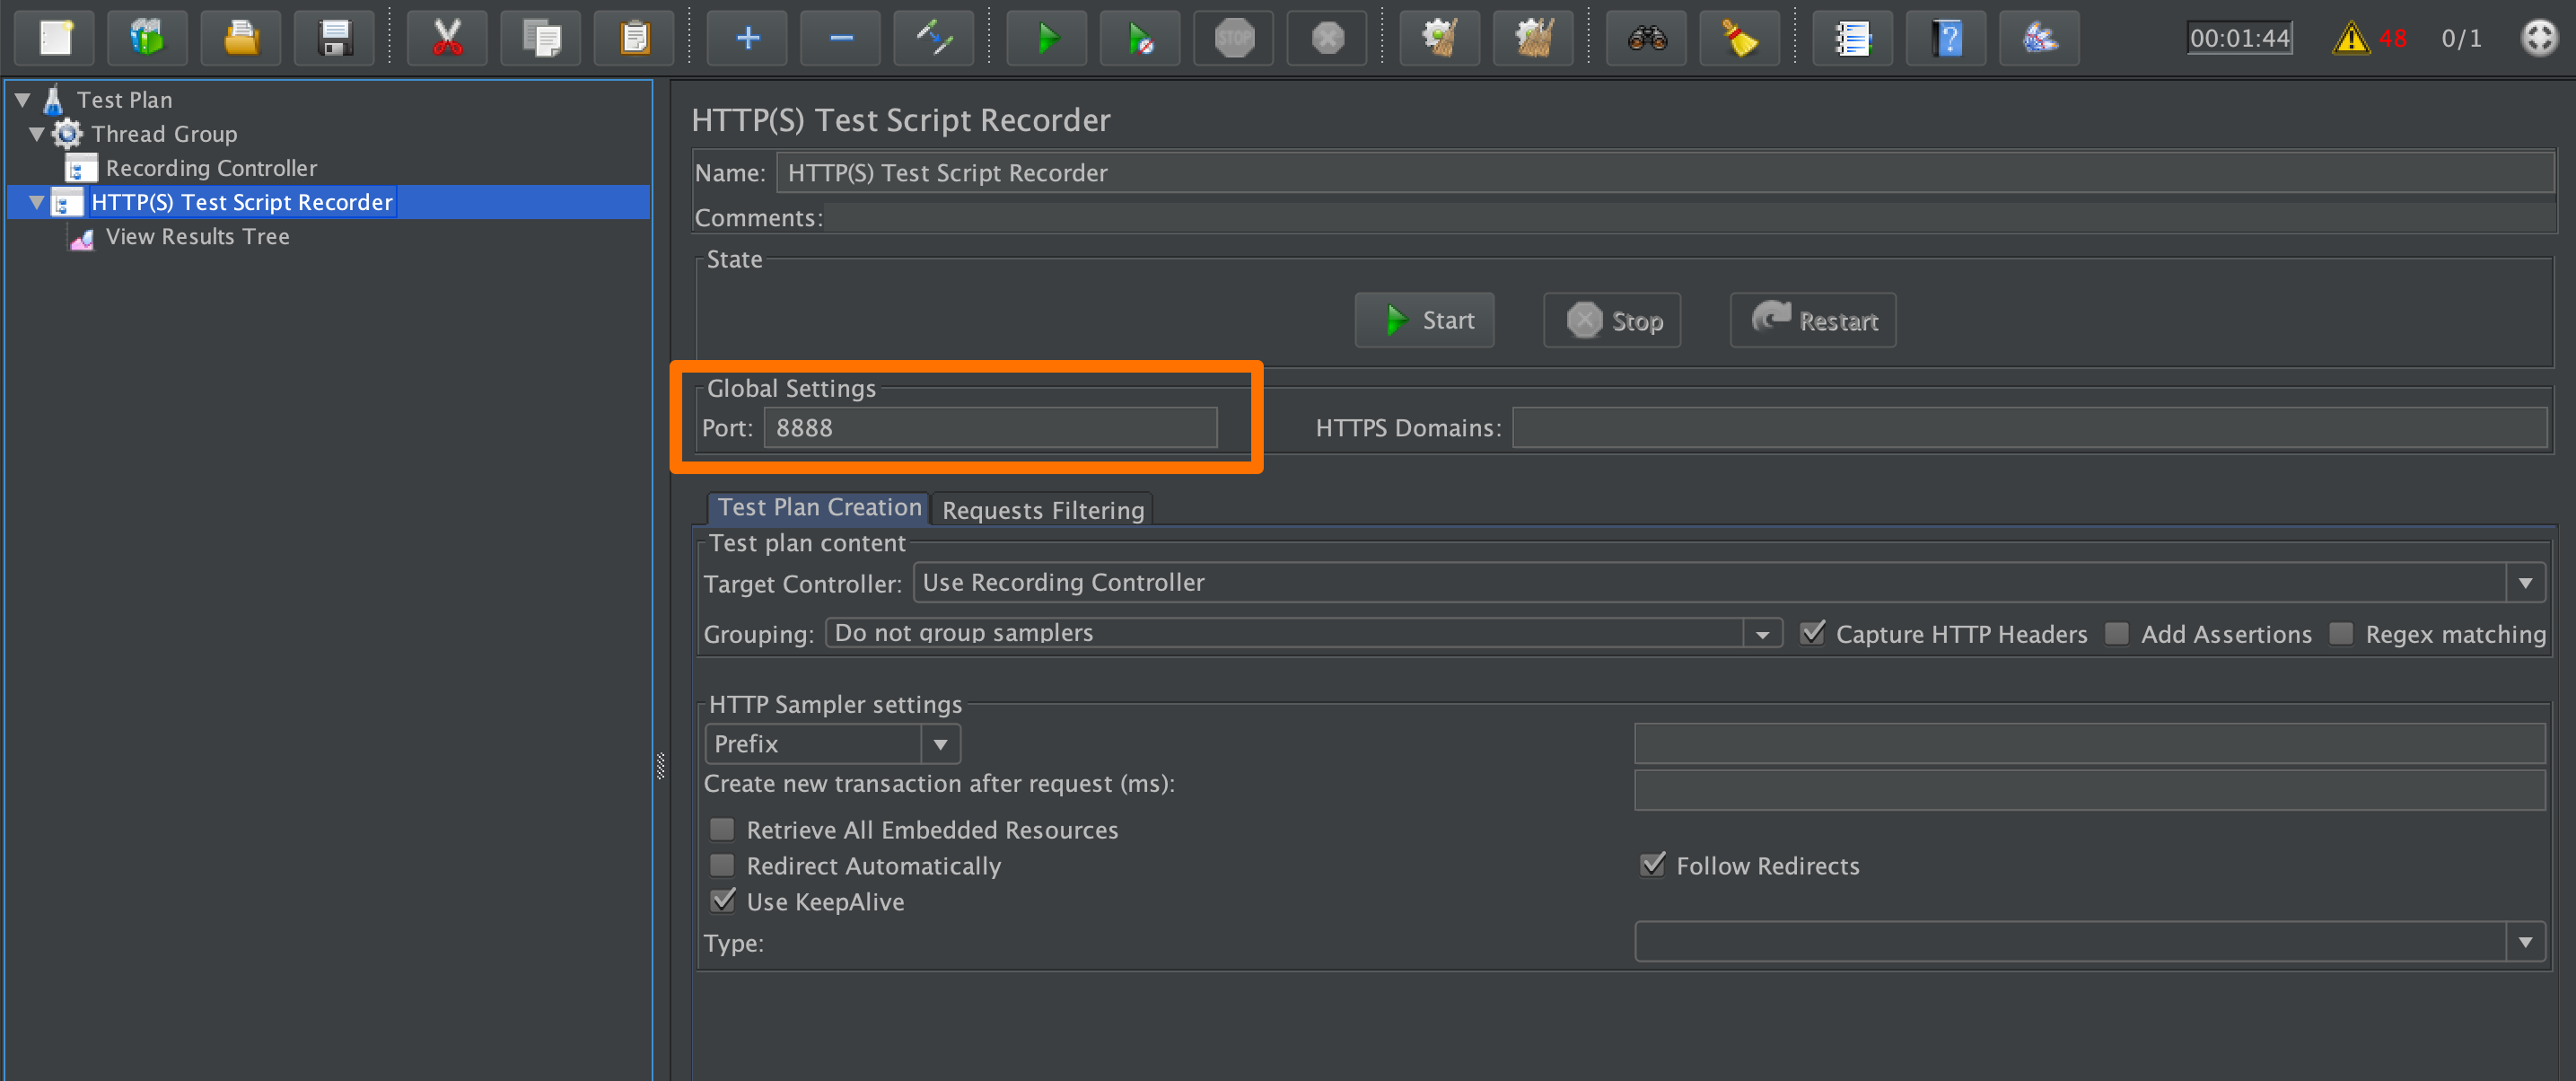 STOP
00:01:44
48
0/1
Test Plan
Thread Group
Recording Controller
HTTP(S) Test Script Recorder
View Results Tree
HTTP(S) Test Script Recorder
Name: HTTP(S) Test Script Recorder
Comments:
State
Start Stop Restart
Global Settings
Port: 8888 HTTPS Domains:
Test Plan Creation Requests Filtering
Test plan content
Target Controller: Use Recording Controller
Grouping: Do not group samplers Capture HTTP Headers Add Assertions Regex matching
HTTP Sampler settings
Prefix
Create new transaction after request (ms):
Retrieve All Embedded Resources
Redirect Automatically Follow Redirects
Use KeepAlive
Type: